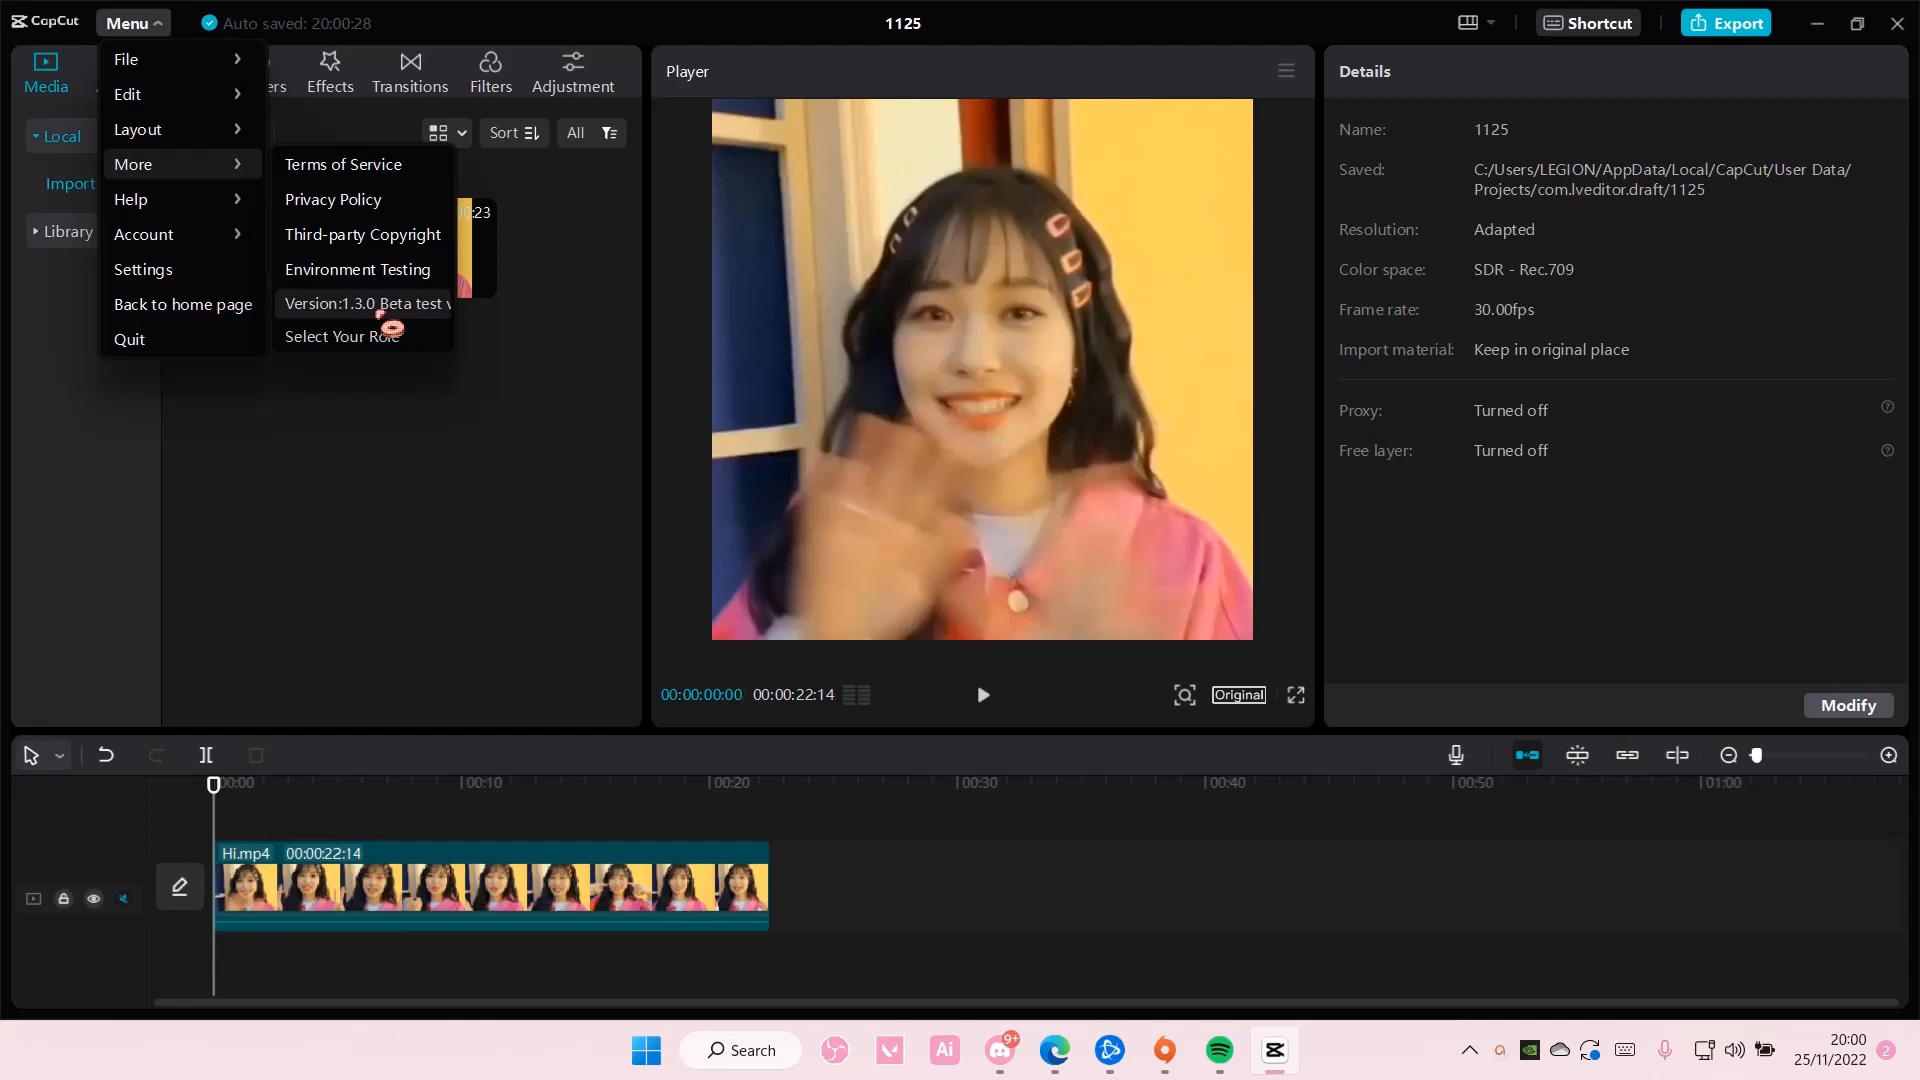 CapCut
Menu
Auto saved: 20:00:28
1125
Shortcut
Export
File
Edit
Layout
More
Help
Account
Settings
Back to home page
Quit
Media
ers
Effects
Transitions
Filters
Adjustment
Local
Import
Library
Sort
All
Terms of Service
Privacy Policy
Third-party Copyright
Environment Testing
Version:1.3.0 Beta test v
Select Your Role
00:23
Player
00:00:00:00
00:00:22:14
Original
Details
Name: 1125
Saved: C:/Users/LEGION/AppData/Local/CapCut/User Data/
Projects/com.lveditor.draft/1125
Resolution: Adapted
Color space: SDR - Rec.709
Frame rate: 30.00fps
Import material: Keep in original place
Proxy: Turned off
Free layer: Turned off
Modify
00:00
00:10
00:20
00:30
00:40
00:50
01:00
Hi.mp4 00:00:22:14
Search
Ai
9+
20:00
25/11/2022
2